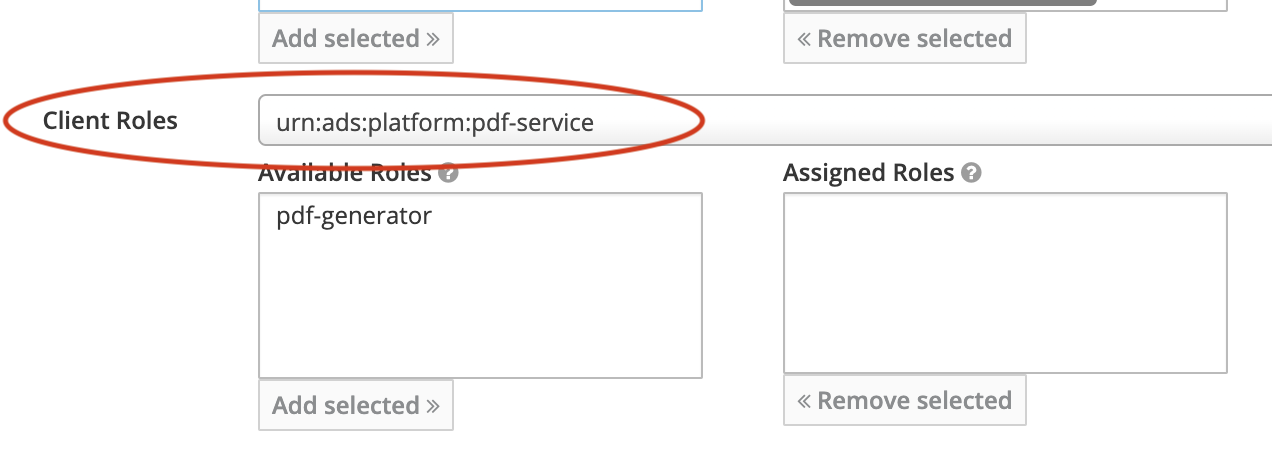 Add selected »
« Remove selected
Client Roles
urn:ads:platform:pdf-service
Available Roles ?
Assigned Roles ?
pdf-generator
Add selected »
« Remove selected